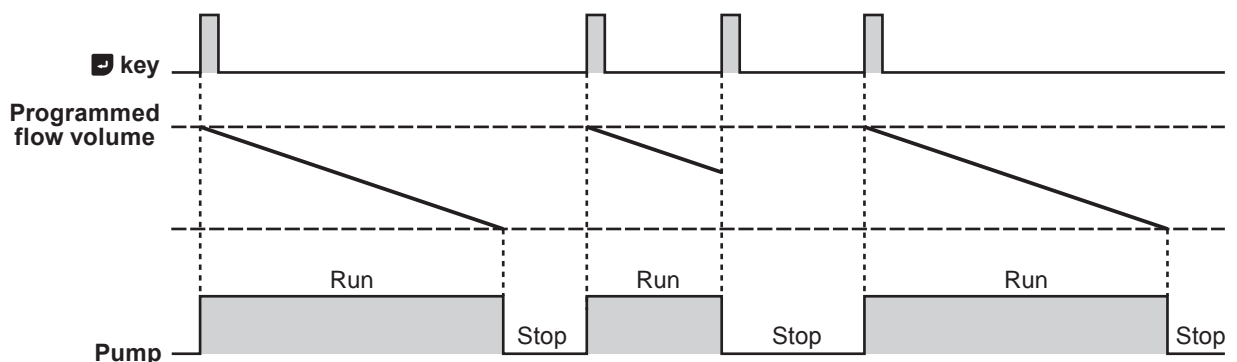 key
Programmed
flow volume
Run Run Run
Stop Stop Stop
Pump